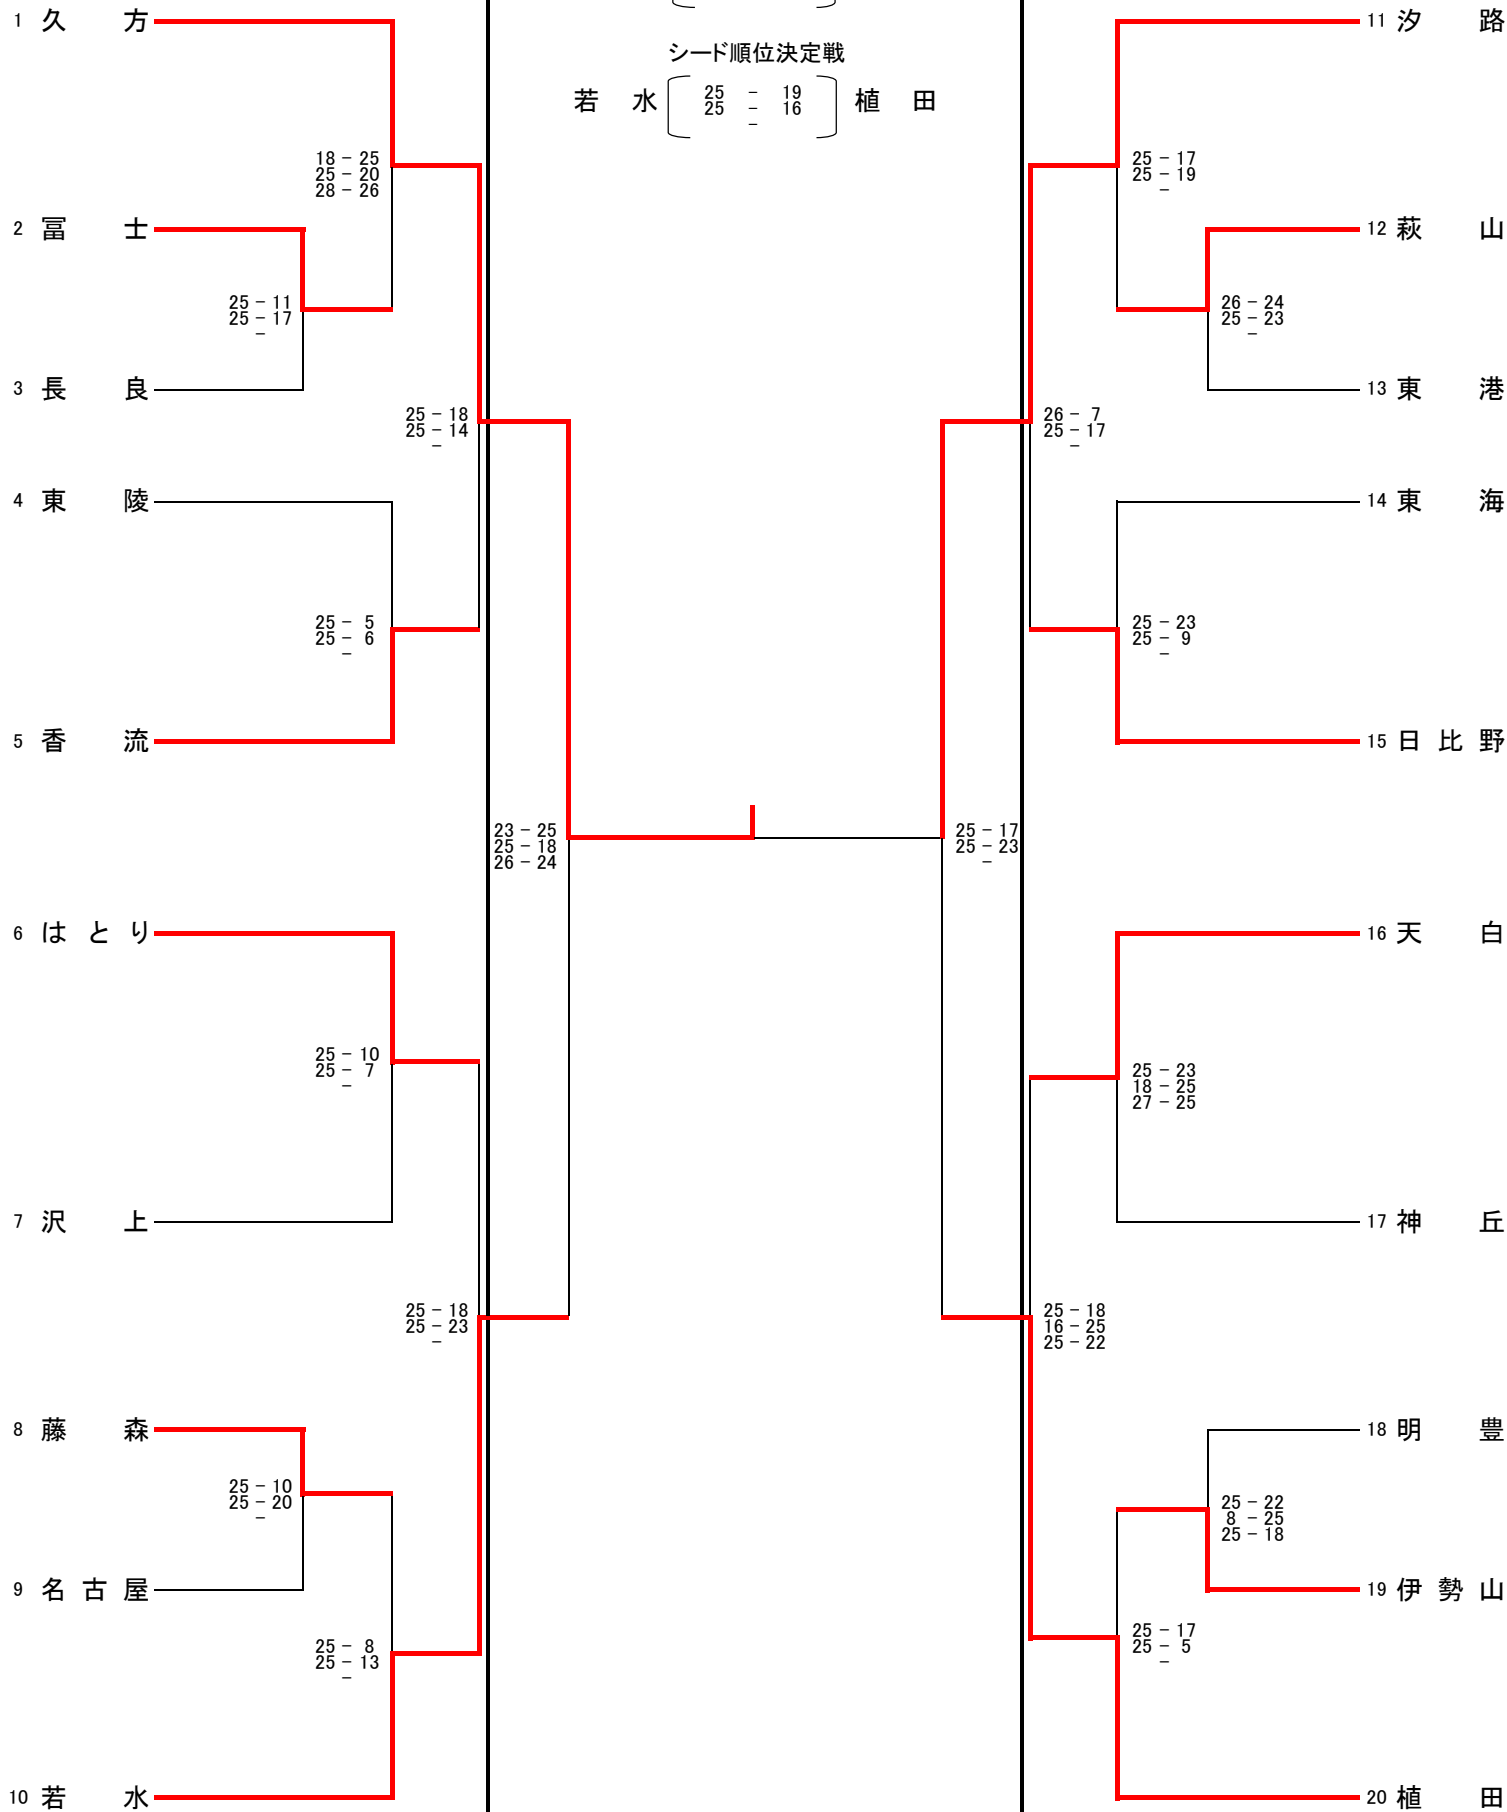 シード順位決定戦
若水 25 - 19 植田
25 - 16
-
1 久方
18 - 25
25 - 20
28 - 26
2 冨士
25 - 11
25 - 17
-
3 長良
25 - 18
25 - 14
-
4 東陵
25 - 5
25 - 6
-
5 香流
23 - 25
25 - 18
26 - 24
6 はとり
25 - 10
25 - 7
-
7 沢上
25 - 18
25 - 23
-
8 藤森
25 - 10
25 - 20
-
9 名古屋
25 - 8
25 - 13
-
10 若水
11 汐路
25 - 17
25 - 19
-
12 萩山
26 - 24
25 - 23
-
13 東港
26 - 7
25 - 17
-
14 東海
25 - 23
25 - 9
-
15 日比野
25 - 17
25 - 23
-
16 天白
25 - 23
18 - 25
27 - 25
17 神丘
25 - 18
16 - 25
25 - 22
18 明豊
25 - 22
8 - 25
25 - 18
19 伊勢山
25 - 17
25 - 5
-
20 植田